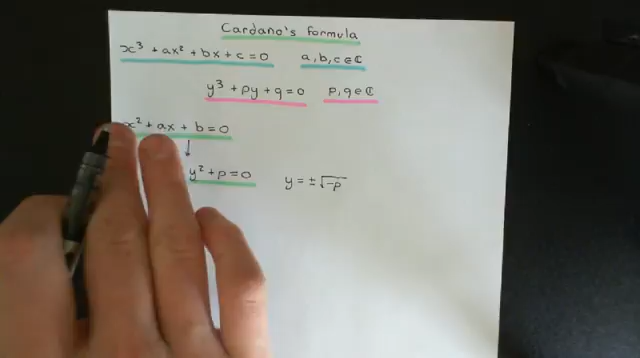 Cardano's Formula
x³ + ax² + bx + c = 0 a, b, c ∈ ℂ
y³ + py + q = 0 p, q ∈ ℂ
x² + ax + b = 0
↓
y² + p = 0 y = ± √-p